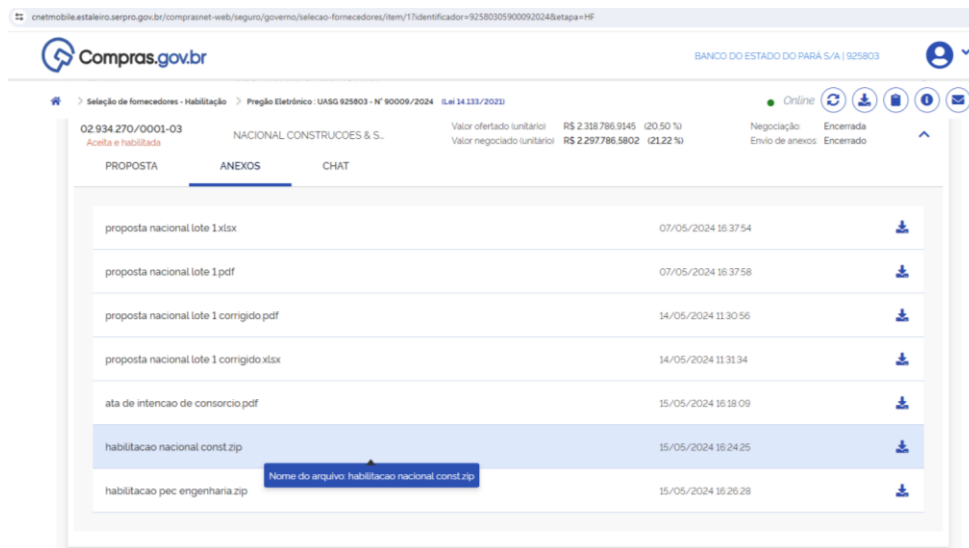 cnetmobile.estaleiro.serpro.gov.br/comprasnet-web/seguro/governo/selecao-fornecedores/item/1?identificador=92580305900092024&etapa=HF
Compras.gov.br
BANCO DO ESTADO DO PARÁ S/A | 925803
Seleção de fornecedores - Habilitação > Pregão Eletrônico : UASG 925803 - N° 90009/2024 (Lei 14.133/2021)
Online
02.934.270/0001-03 NACIONAL CONSTRUCOES & S... Valor ofertado (unitário) R$ 2.318.786,9145 (20,50 %) Negociação: Encerrada
Aceita e habilitada Valor negociado (unitário) R$ 2.297.786,5802 (21,22 %) Envio de anexos: Encerrado
PROPOSTA ANEXOS CHAT
proposta nacional lote 1.xlsx 07/05/2024 16:37:54
proposta nacional lote 1.pdf 07/05/2024 16:37:58
proposta nacional lote 1 corrigido.pdf 14/05/2024 11:30:56
proposta nacional lote 1 corrigido.xlsx 14/05/2024 11:31:34
ata de intencao de consorcio.pdf 15/05/2024 16:18:09
habilitacao nacional const.zip 15/05/2024 16:24:25
Nome do arquivo: habilitacao nacional const.zip
habilitacao pec engenharia.zip 15/05/2024 16:26:28